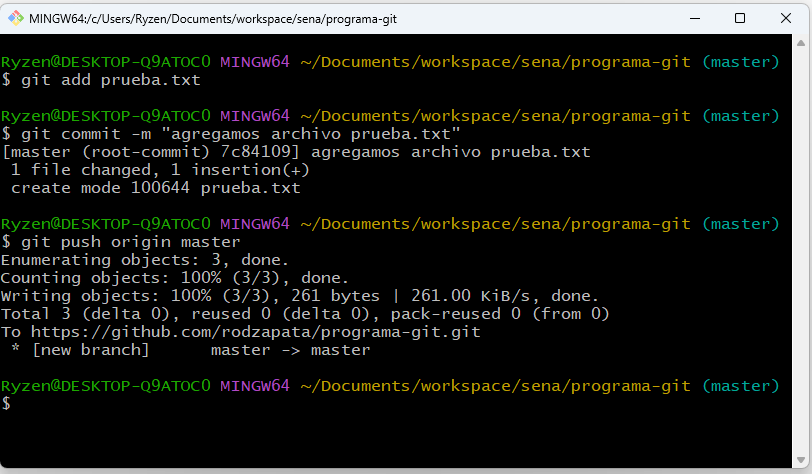 MINGW64:/c/Users/Ryzen/Documents/workspace/sena/programa-git
Ryzen@DESKTOP-Q9ATOC0 MINGW64 ~/Documents/workspace/sena/programa-git (master)
$ git add prueba.txt
Ryzen@DESKTOP-Q9ATOC0 MINGW64 ~/Documents/workspace/sena/programa-git (master)
$ git commit -m "agregamos archivo prueba.txt"
[master (root-commit) 7c84109] agregamos archivo prueba.txt
 1 file changed, 1 insertion(+)
 create mode 100644 prueba.txt
Ryzen@DESKTOP-Q9ATOC0 MINGW64 ~/Documents/workspace/sena/programa-git (master)
$ git push origin master
Enumerating objects: 3, done.
Counting objects: 100% (3/3), done.
Writing objects: 100% (3/3), 261 bytes | 261.00 KiB/s, done.
Total 3 (delta 0), reused 0 (delta 0), pack-reused 0 (from 0)
To https://github.com/rodzapata/programa-git.git
 * [new branch]      master -> master
Ryzen@DESKTOP-Q9ATOC0 MINGW64 ~/Documents/workspace/sena/programa-git (master)
$